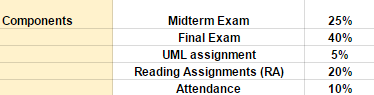 Components Midterm Exam 25%
Final Exam 40%
UML assignment 5%
Reading Assignments (RA) 20%
Attendance 10%